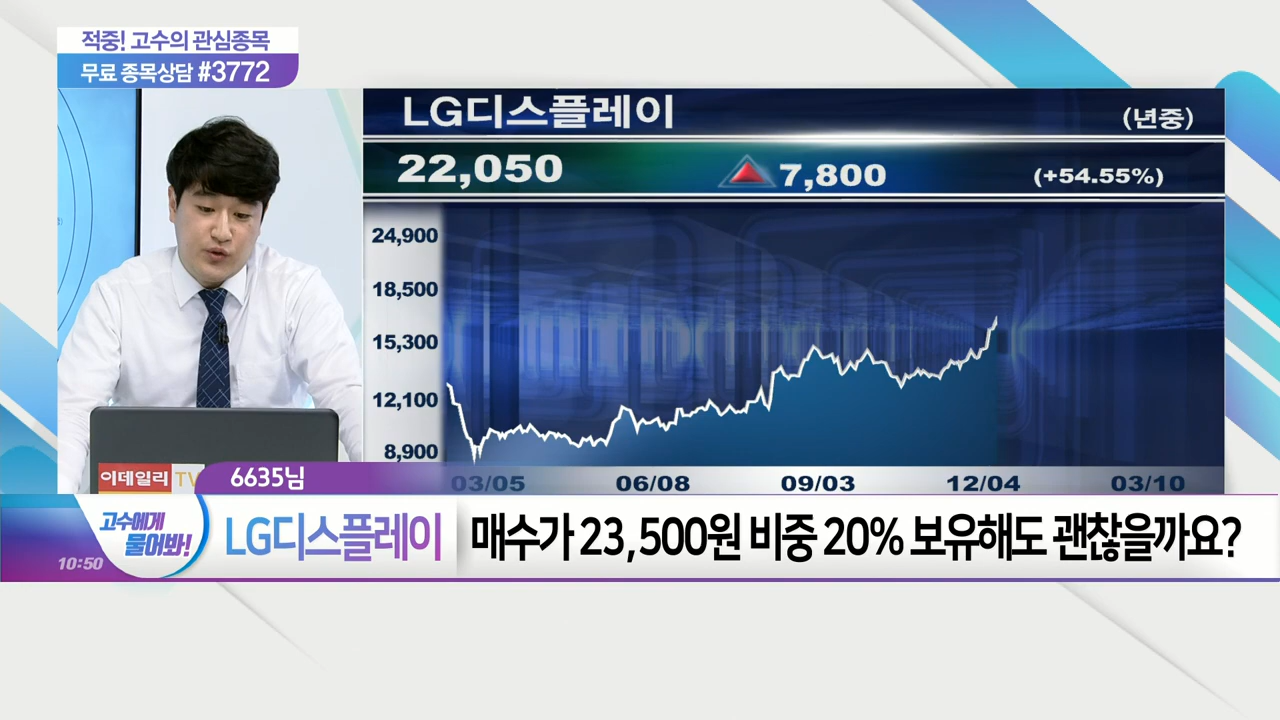 적중! 고수의 관심종목
무료 종목상담 #3772
LG디스플레이
(년중)
22,050
7,800
(+54.55%)
24,900
18,500
15,300
12,100
8,900
03/05 06/08 09/03 12/04 03/10
이데일리 TV
6635님
고수에게
물어봐!
10:50
LG디스플레이
매수가 23,500원 비중 20% 보유해도 괜찮을까요?